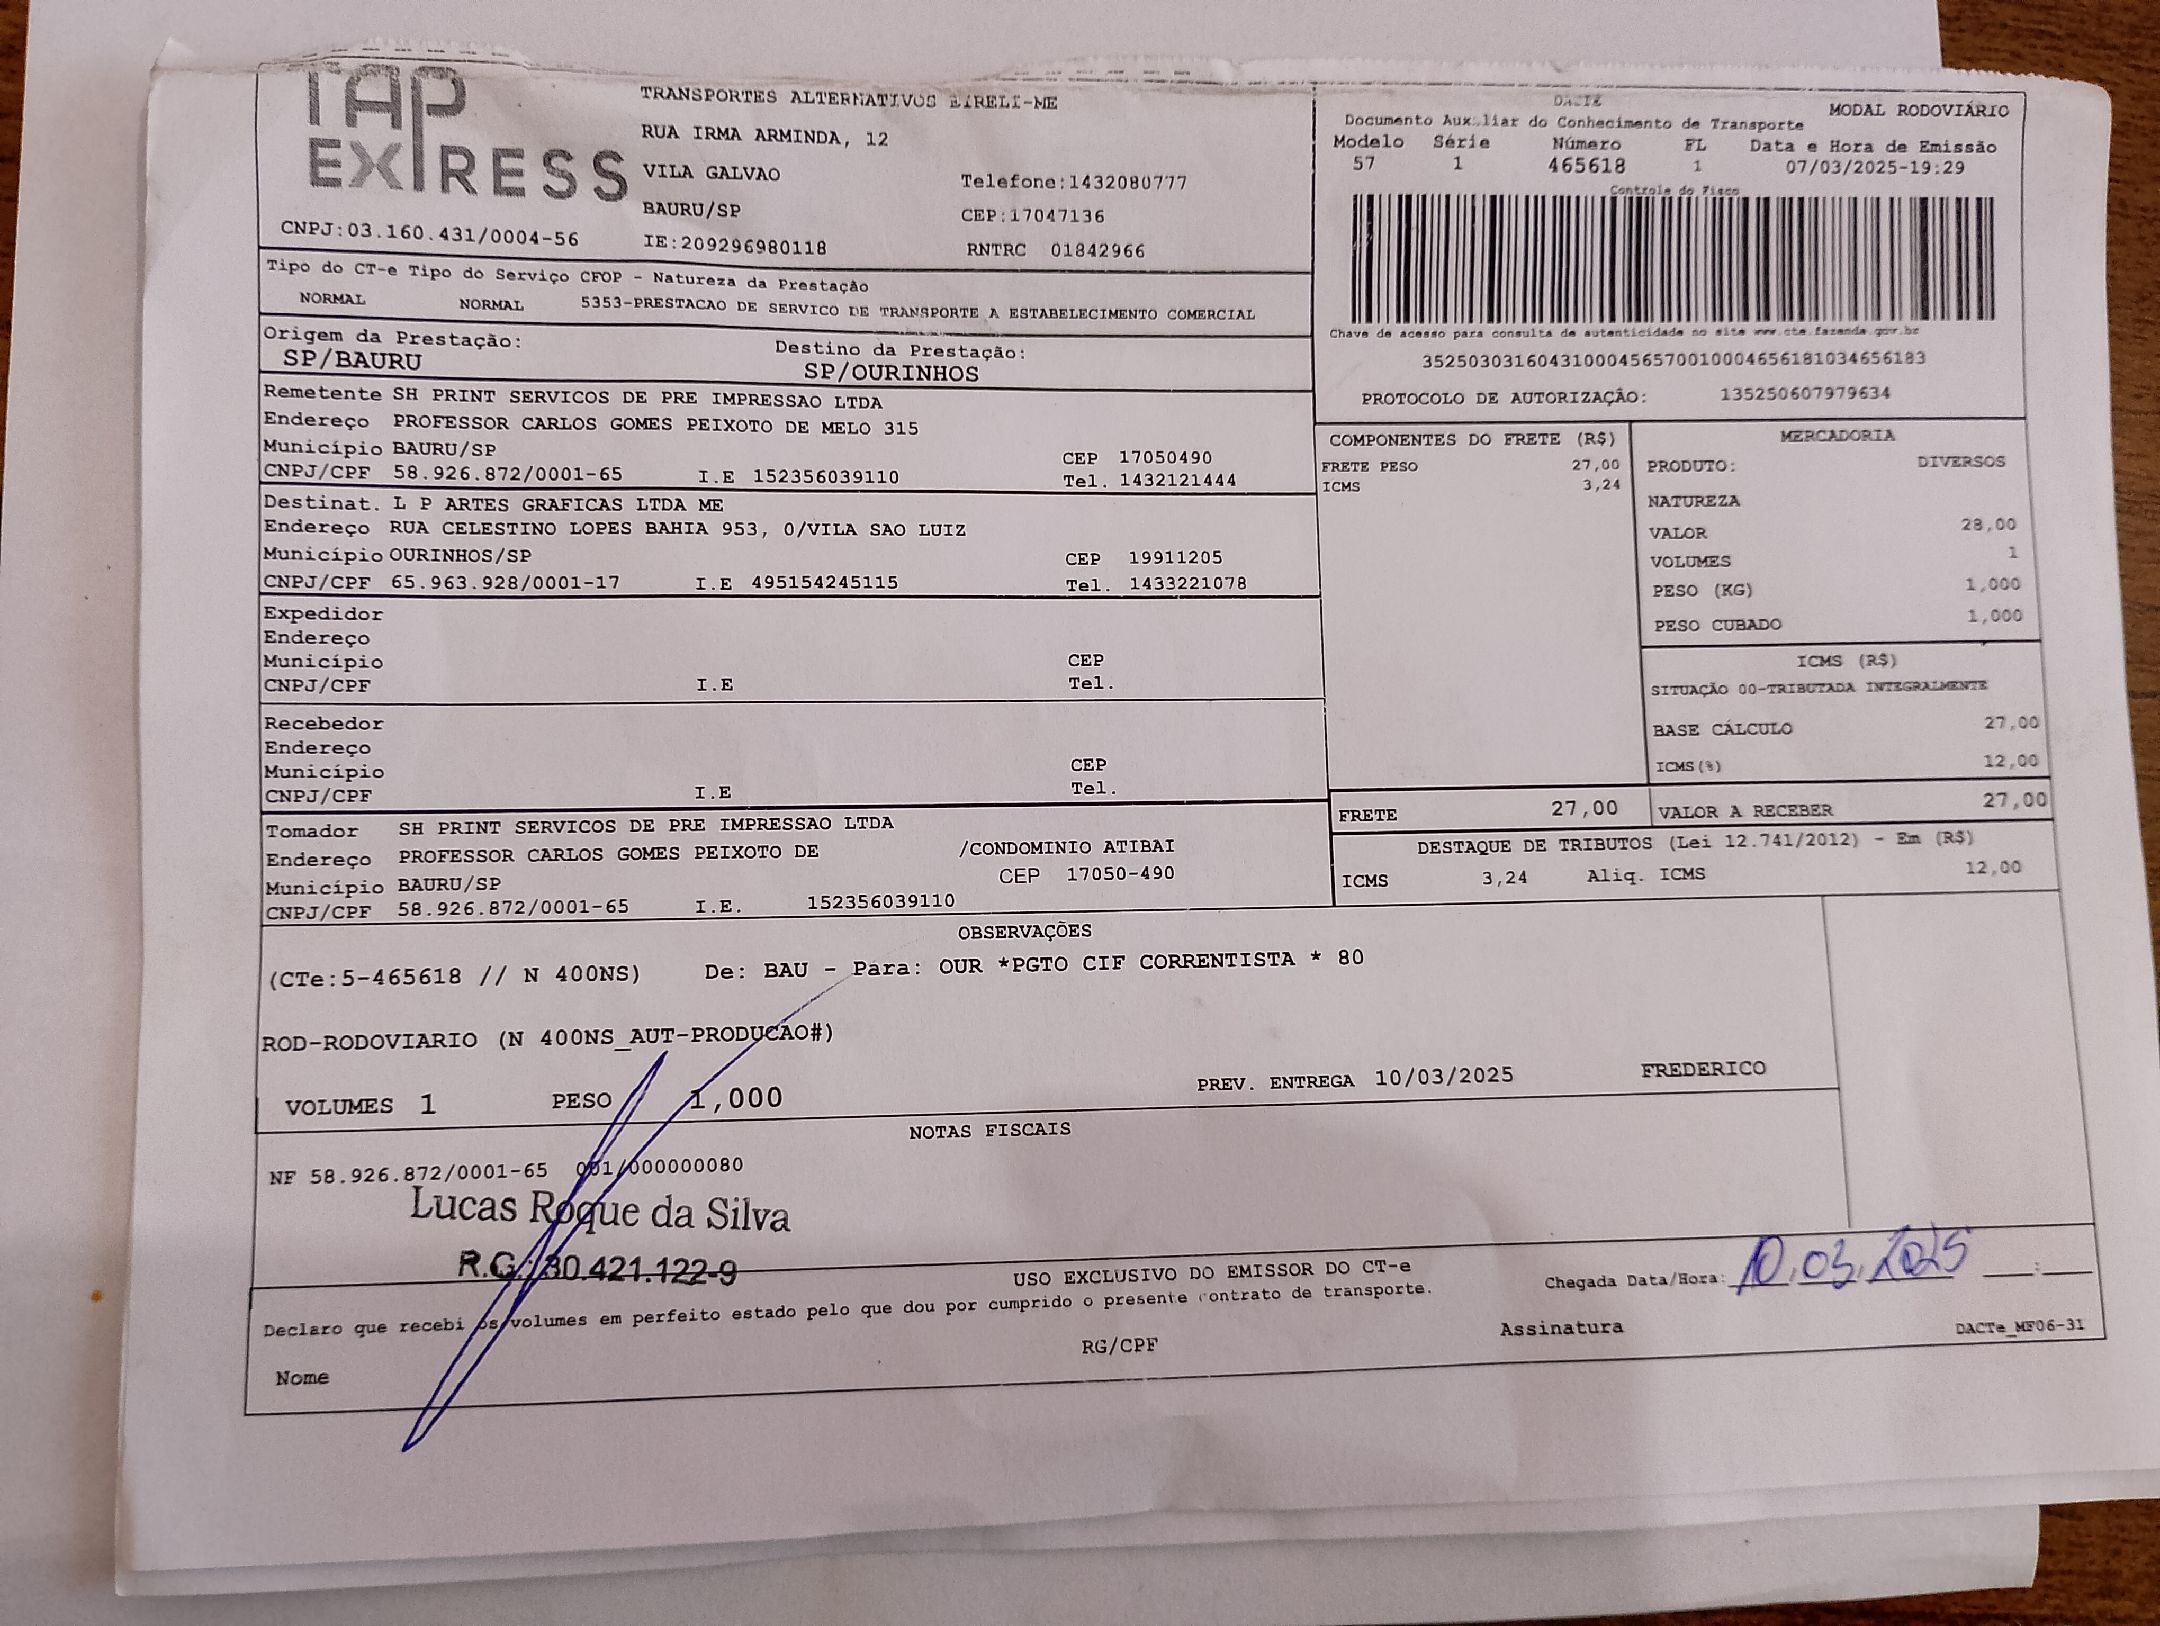 TAP
EXPRESS
CNPJ:03.160.431/0004-56
TRANSPORTES ALTERNATIVOS EIRELI-ME
RUA IRMA ARMINDA, 12
VILA GALVAO
Telefone:1432080777
BAURU/SP
CEP:17047136
IE:209296980118
RNTRC 01842966
DACTE
MODAL RODOVIÁRIO
Documento Auxiliar do Conhecimento de Transporte
Modelo Série Número FL Data e Hora de Emissão
57 1 465618 1 07/03/2025-19:29
Controle do Fisco
Chave de acesso para consulta de autenticidade no site www.cte.fazenda.gov.br
35250303160431000456570010004656181034656183
PROTOCOLO DE AUTORIZAÇÃO: 135250607979634
Tipo do CT-e Tipo do Serviço CFOP - Natureza da Prestação
NORMAL NORMAL 5353-PRESTACAO DE SERVICO DE TRANSPORTE A ESTABELECIMENTO COMERCIAL
Origem da Prestação: Destino da Prestação:
SP/BAURU SP/OURINHOS
Remetente SH PRINT SERVICOS DE PRE IMPRESSAO LTDA
Endereço PROFESSOR CARLOS GOMES PEIXOTO DE MELO 315
Município BAURU/SP CEP 17050490
CNPJ/CPF 58.926.872/0001-65 I.E 152356039110 Tel. 1432121444
Destinat. L P ARTES GRAFICAS LTDA ME
Endereço RUA CELESTINO LOPES BAHIA 953, 0/VILA SAO LUIZ
Município OURINHOS/SP CEP 19911205
CNPJ/CPF 65.963.928/0001-17 I.E 495154245115 Tel. 1433221078
Expedidor
Endereço
Município CEP
CNPJ/CPF I.E Tel.
Recebedor
Endereço
Município CEP
CNPJ/CPF I.E Tel.
Tomador SH PRINT SERVICOS DE PRE IMPRESSAO LTDA
Endereço PROFESSOR CARLOS GOMES PEIXOTO DE /CONDOMINIO ATIBAI
Município BAURU/SP CEP 17050-490
CNPJ/CPF 58.926.872/0001-65 I.E. 152356039110
COMPONENTES DO FRETE (R$)
FRETE PESO 27,00
ICMS 3,24
MERCADORIA
PRODUTO: DIVERSOS
NATUREZA
VALOR 28,00
VOLUMES 1
PESO (KG) 1,000
PESO CUBADO 1,000
ICMS (R$)
SITUAÇÃO 00-TRIBUTADA INTEGRALMENTE
BASE CÁLCULO 27,00
ICMS(%) 12,00
FRETE 27,00 VALOR A RECEBER 27,00
DESTAQUE DE TRIBUTOS (Lei 12.741/2012) - Em (R$)
ICMS 3,24 Aliq. ICMS 12,00
OBSERVAÇÕES
(CTe:5-465618 // N 400NS) De: BAU - Para: OUR *PGTO CIF CORRENTISTA * 80
ROD-RODOVIARIO (N 400NS_AUT-PRODUCAO#)
VOLUMES 1 PESO 1,000 PREV. ENTREGA 10/03/2025 FREDERICO
NOTAS FISCAIS
NF 58.926.872/0001-65 001/000000080
Lucas Roque da Silva
R.G.: 30.421.122-9
USO EXCLUSIVO DO EMISSOR DO CT-e
Chegada Data/Hora: 10.03.2025 ___:___
Declaro que recebi os volumes em perfeito estado pelo que dou por cumprido o presente contrato de transporte.
Nome RG/CPF Assinatura DACTe_MF06-31